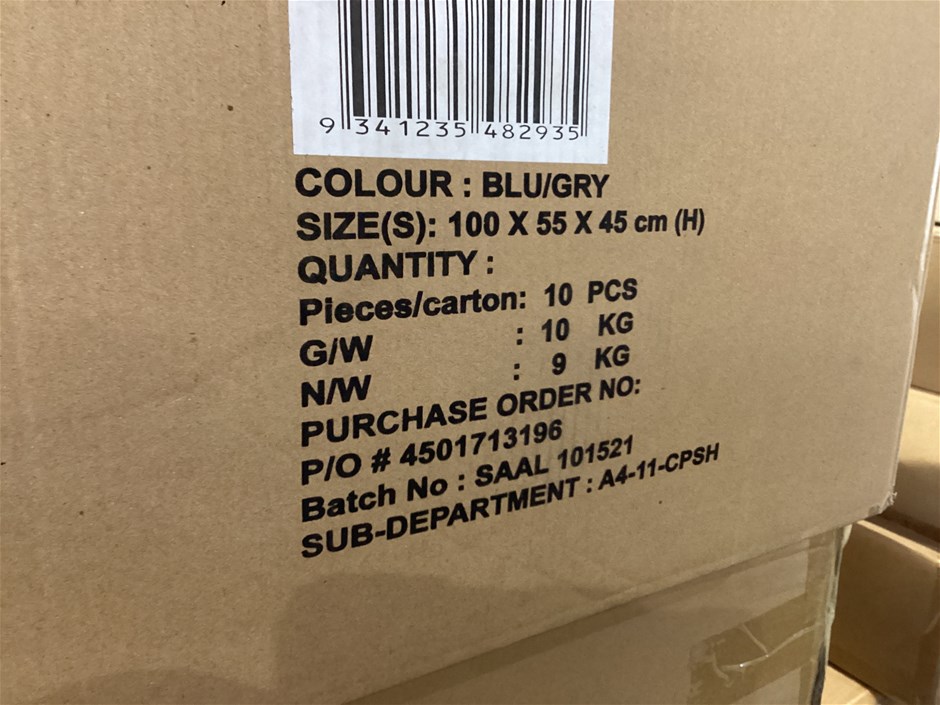 9 341235 482935
COLOUR : BLU/GRY
SIZE(S): 100 X 55 X 45 cm (H)
QUANTITY :
Pieces/carton: 10 PCS
G/W : 10 KG
N/W : 9 KG
PURCHASE ORDER NO:
P/O # 4501713196
Batch No : SAAL 101521
SUB-DEPARTMENT : A4-11-CPSH